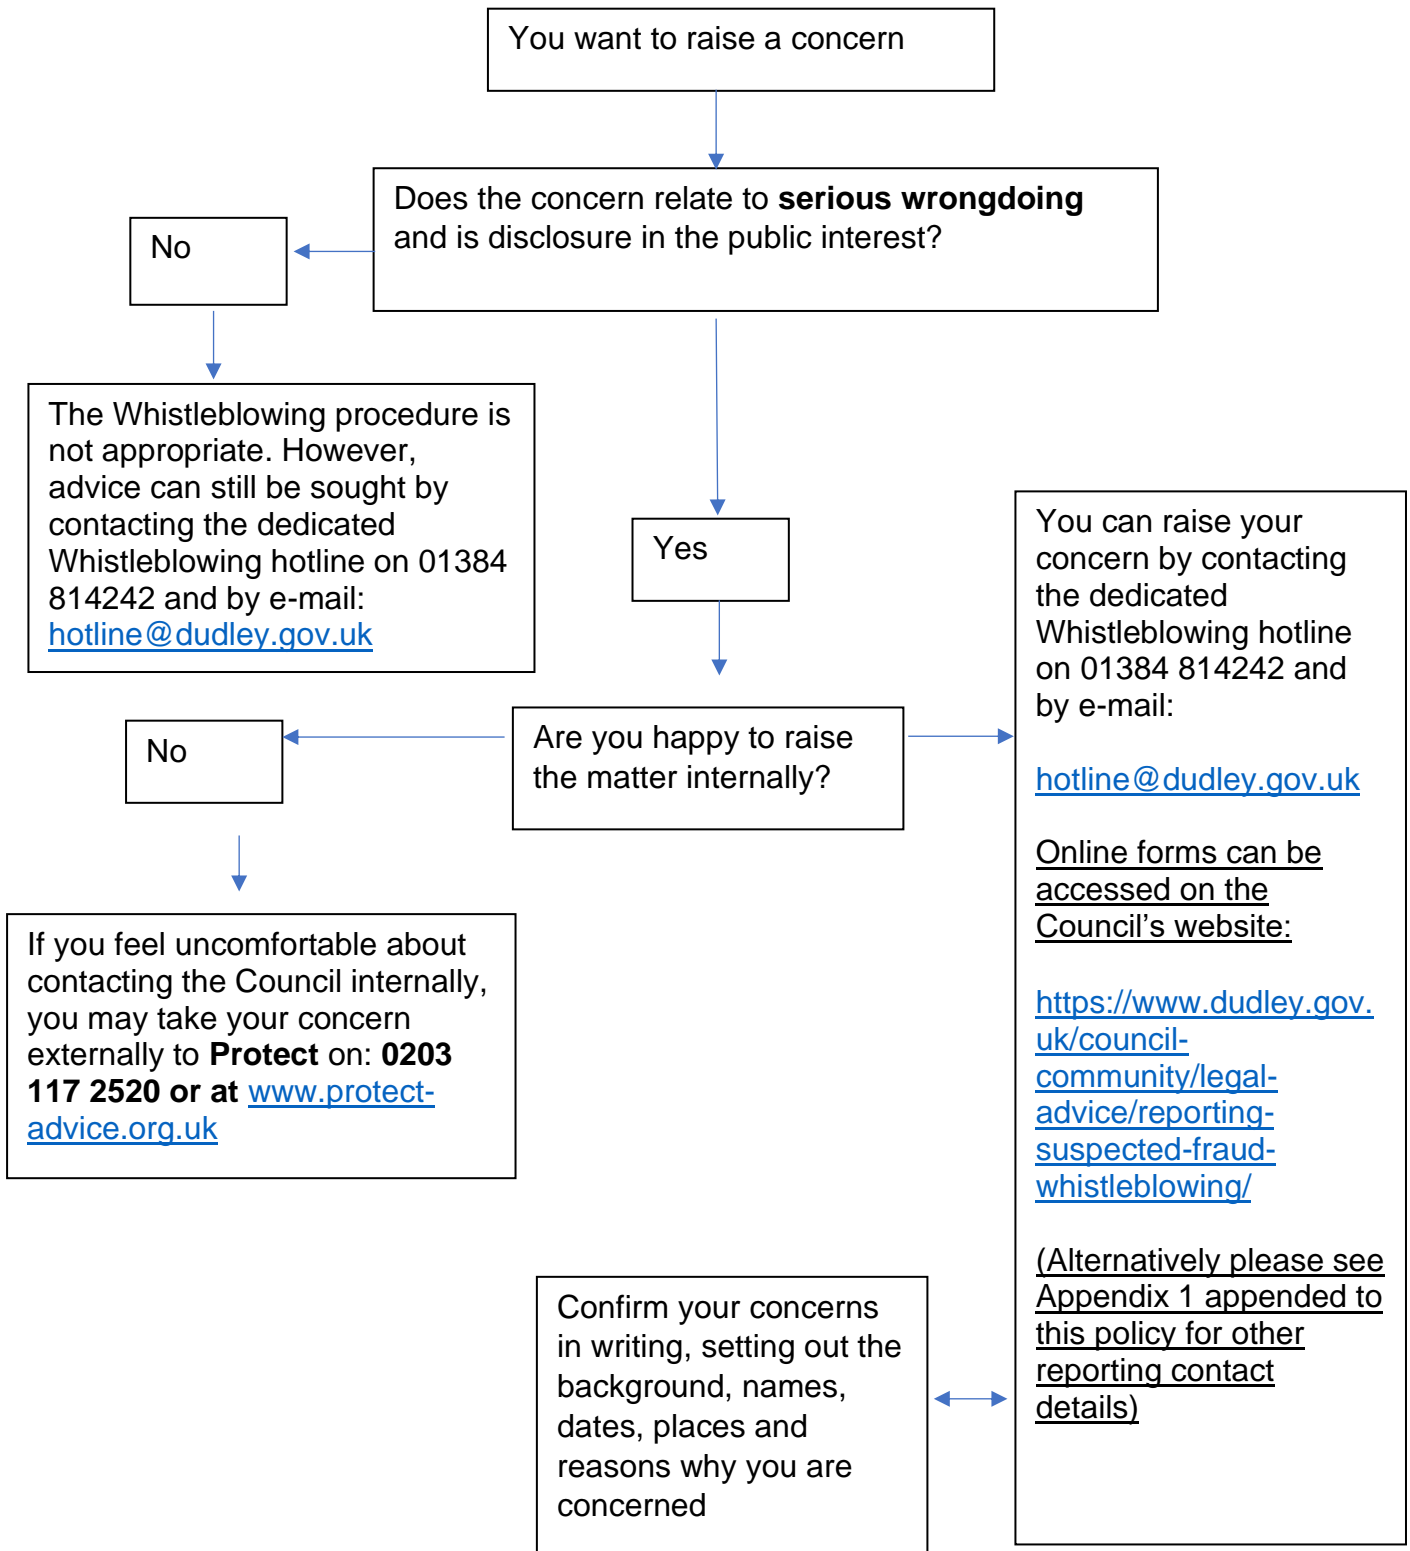 You want to raise a concern
Does the concern relate to serious wrongdoing
and is disclosure in the public interest?
No
The Whistleblowing procedure is
not appropriate. However,
advice can still be sought by
contacting the dedicated
Whistleblowing hotline on 01384
814242 and by e-mail:
hotline@dudley.gov.uk
Yes
Are you happy to raise
the matter internally?
No
If you feel uncomfortable about
contacting the Council internally,
you may take your concern
externally to Protect on: 0203
117 2520 or at www.protect-
advice.org.uk
You can raise your
concern by contacting
the dedicated
Whistleblowing hotline
on 01384 814242 and
by e-mail:
hotline@dudley.gov.uk
Online forms can be
accessed on the
Council’s website:
https://www.dudley.gov.
uk/council-
community/legal-
advice/reporting-
suspected-fraud-
whistleblowing/
(Alternatively please see
Appendix 1 appended to
this policy for other
reporting contact
details)
Confirm your concerns
in writing, setting out the
background, names,
dates, places and
reasons why you are
concerned